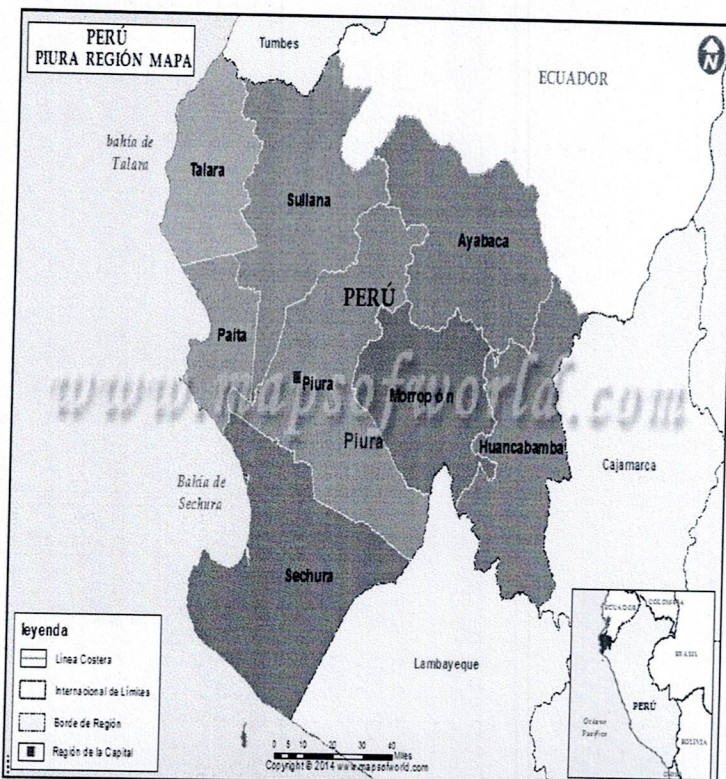 PERÚ
PIURA REGIÓN MAPA
Tumbes
N
ECUADOR
bahía de
Talara
Talara
Sullana
Ayabaca
PERÚ
Paita
Piura
Morropón
www.mapsofworld.com
Piura
Huancabamba
Cajamarca
Bahía de
Sechura
Sechura
Lambayeque
leyenda
Línea Costera
Internacional de Límites
Borde de Región
Región de la Capital
0 5 10 20 30 40
Miles
Copyright © 2014 www.mapsofworld.com
ECUADOR
COLOMBIA
BRASIL
PERÚ
Océano
Pacífico
BOLIVIA